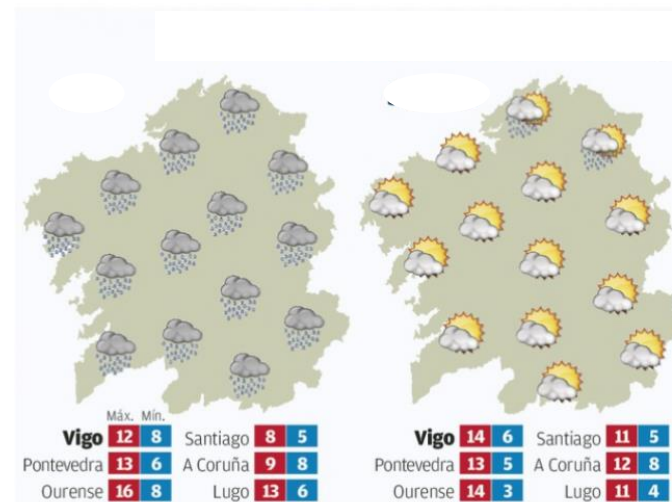 Máx. Mín.
Vigo 12 8 Santiago 8 5
Pontevedra 13 6 A Coruña 9 8
Ourense 16 8 Lugo 13 6
Vigo 14 6 Santiago 11 5
Pontevedra 13 5 A Coruña 12 8
Ourense 14 3 Lugo 11 4